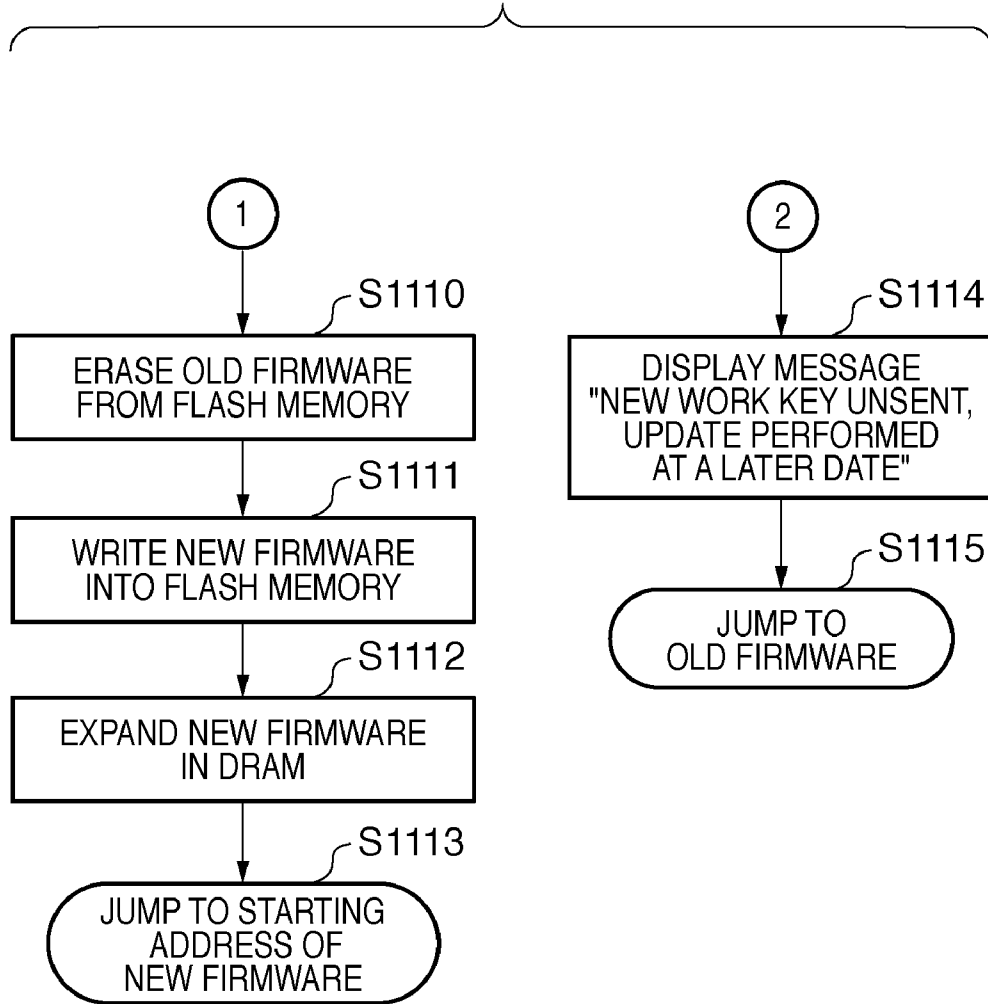 1
S1110
ERASE OLD FIRMWARE
FROM FLASH MEMORY
S1111
WRITE NEW FIRMWARE
INTO FLASH MEMORY
S1112
EXPAND NEW FIRMWARE
IN DRAM
S1113
JUMP TO STARTING
ADDRESS OF
NEW FIRMWARE
2
S1114
DISPLAY MESSAGE
"NEW WORK KEY UNSENT,
UPDATE PERFORMED
AT A LATER DATE"
S1115
JUMP TO
OLD FIRMWARE